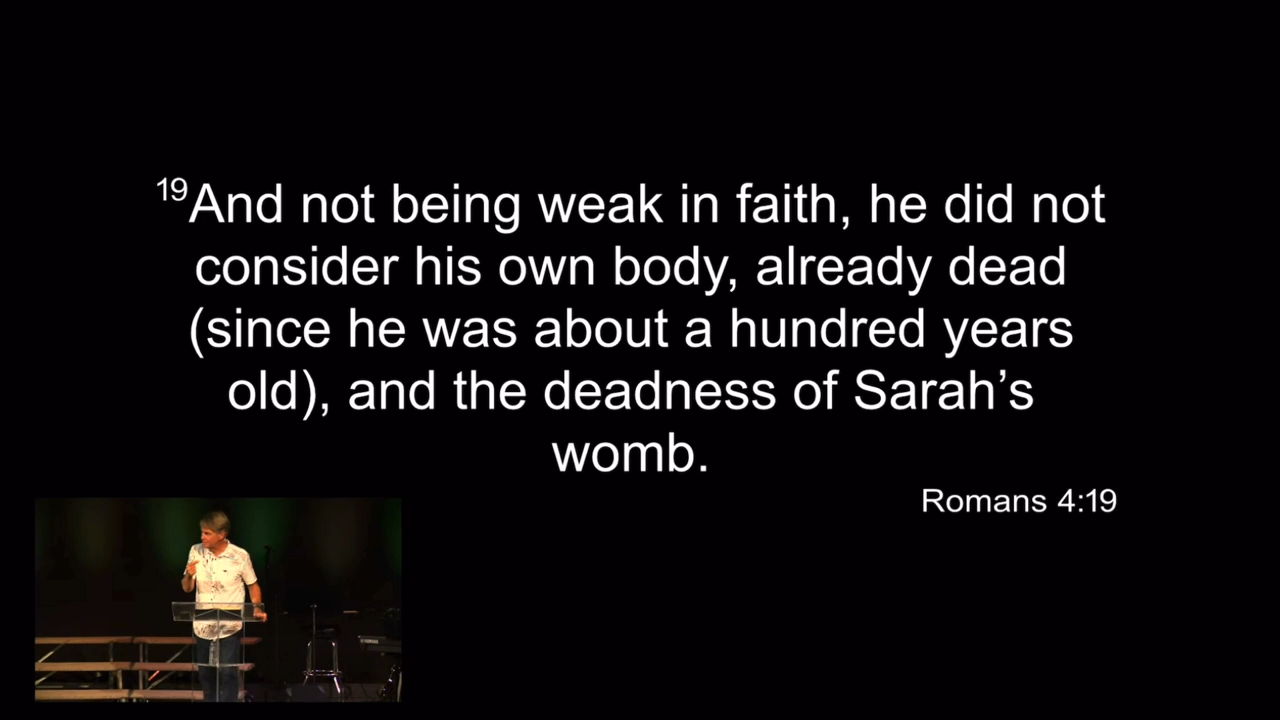 19And not being weak in faith, he did not
consider his own body, already dead
(since he was about a hundred years
old), and the deadness of Sarah’s
womb.
Romans 4:19